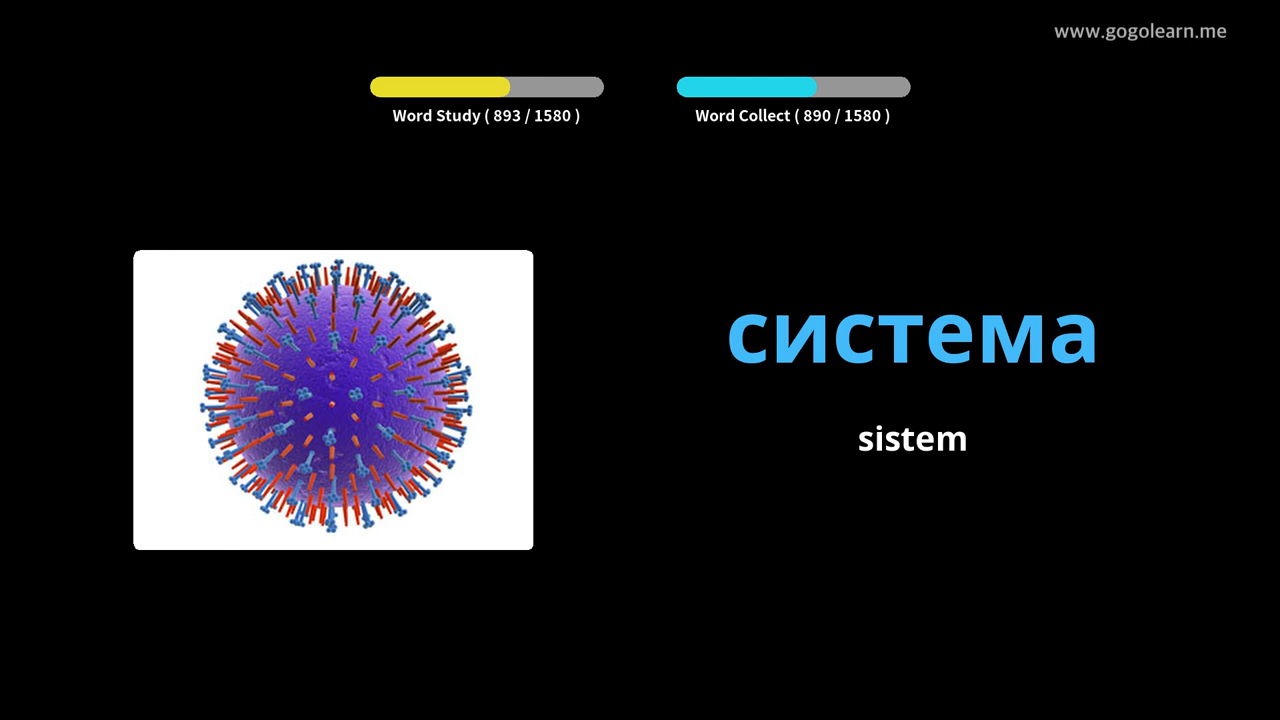 www.gogolearn.me
Word Study ( 893 / 1580 )
Word Collect ( 890 / 1580 )
система
sistem